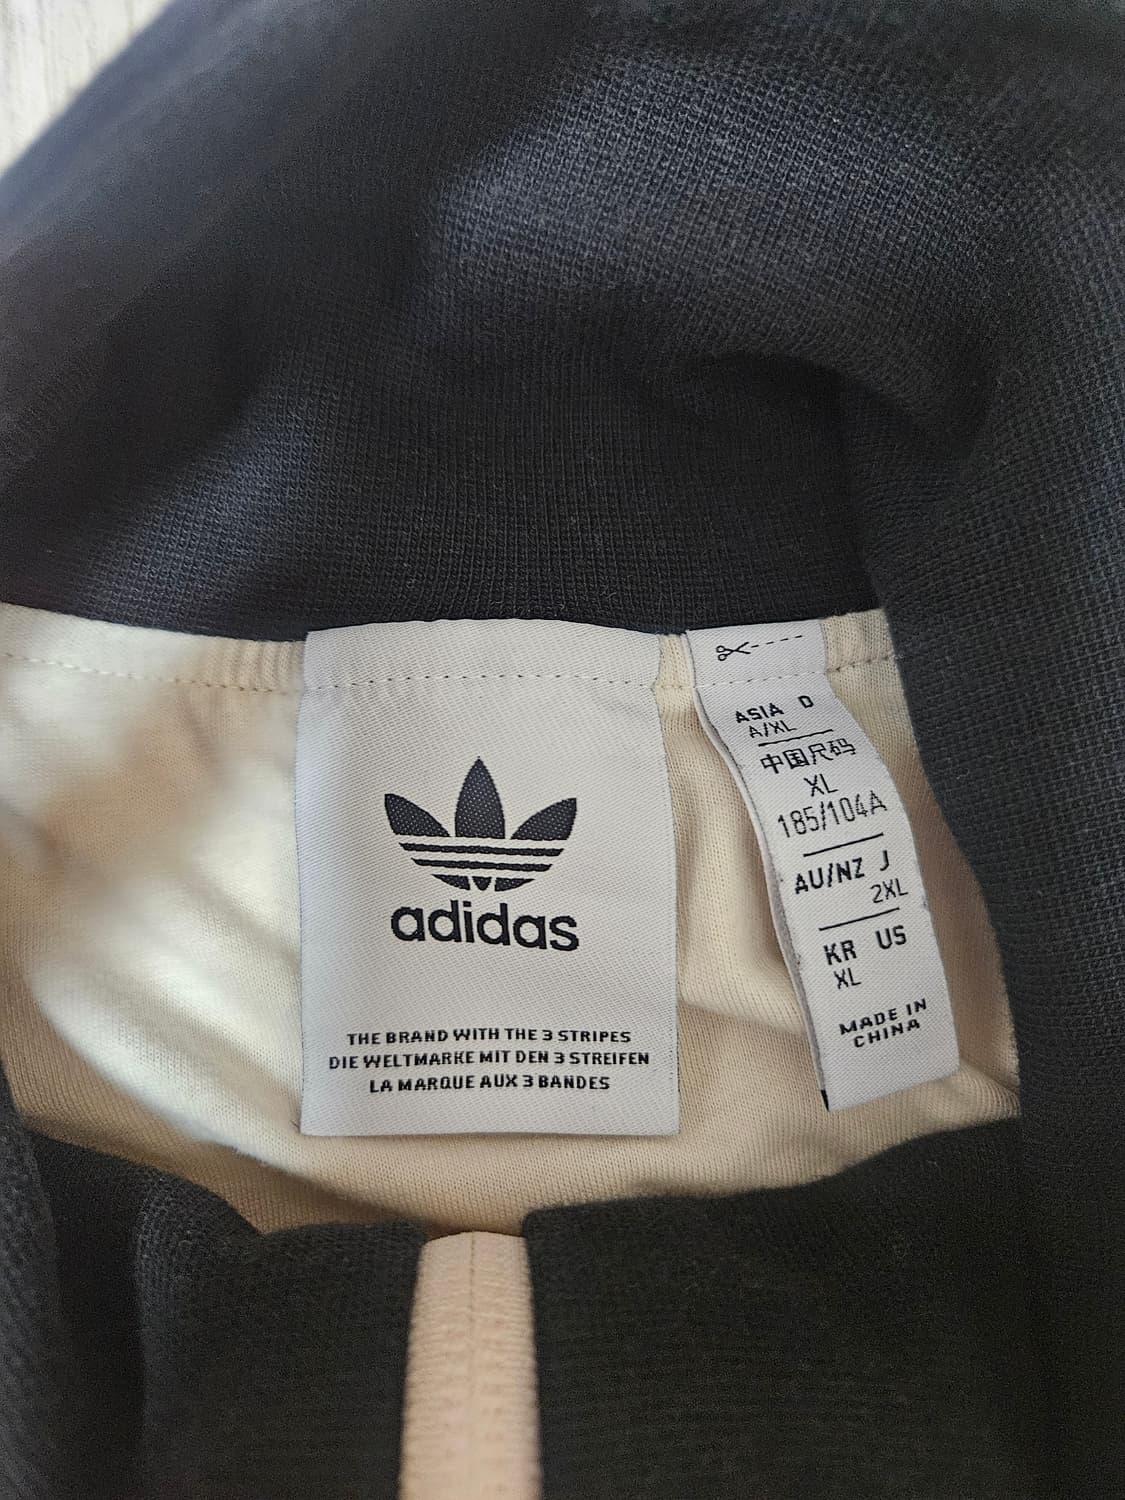 adidas
THE BRAND WITH THE 3 STRIPES
DIE WELTMARKE MIT DEN 3 STREIFEN
LA MARQUE AUX 3 BANDES
ASIA O
A/XL
中国尺码
XL
185/104A
AU/NZ J
2XL
KR US
XL
MADE IN
CHINA